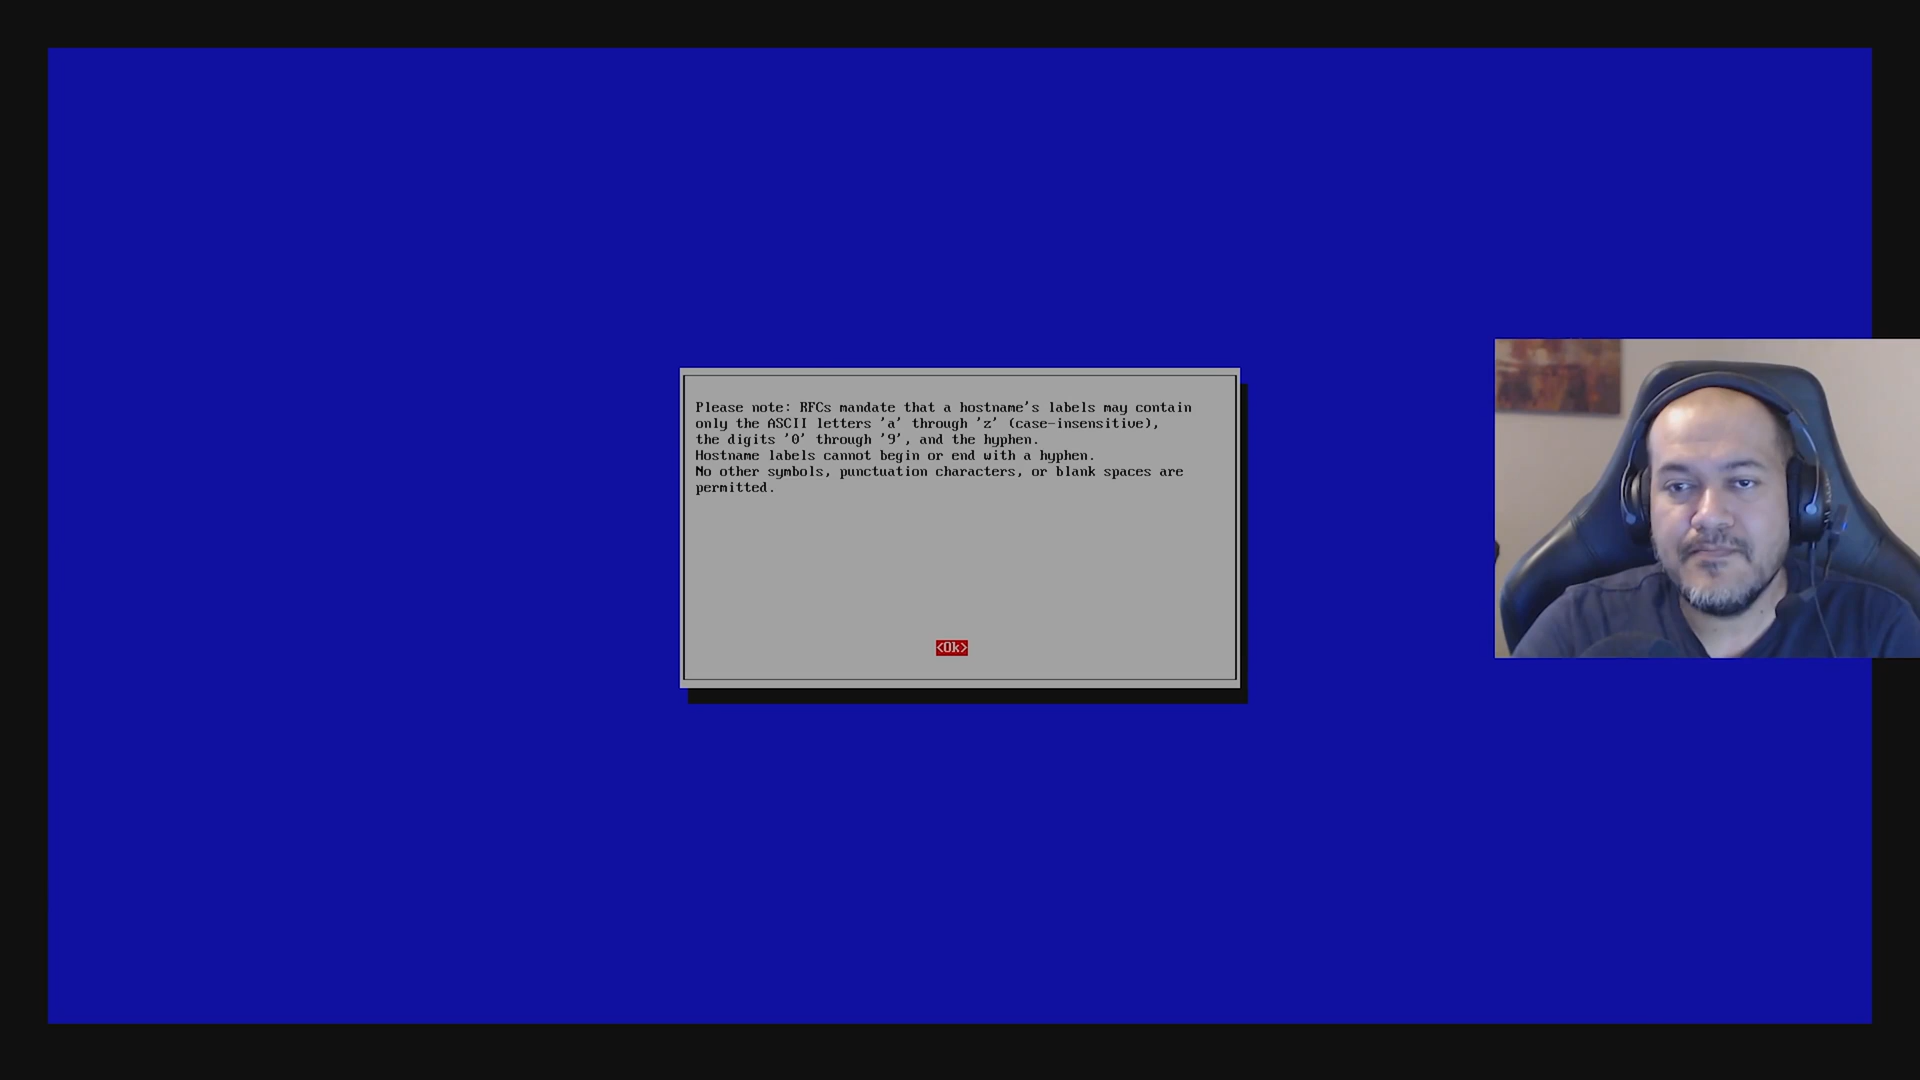 Please note: RFCs mandate that a hostname's labels may contain
only the ASCII letters 'a' through 'z' (case-insensitive),
the digits '0' through '9', and the hyphen.
Hostname labels cannot begin or end with a hyphen.
No other symbols, punctuation characters, or blank spaces are
permitted.
<Ok>